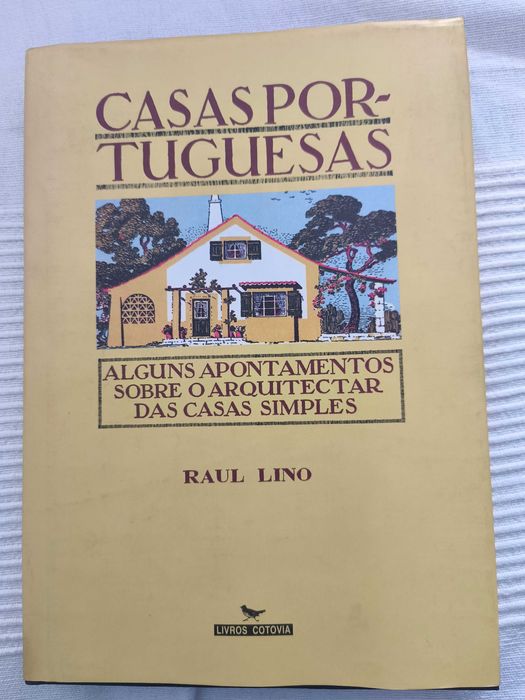 CASAS POR-
TUGUESAS
ALGUNS APONTAMENTOS
SOBRE O ARQUITECTAR
DAS CASAS SIMPLES
RAUL LINO
LIVROS COTOVIA